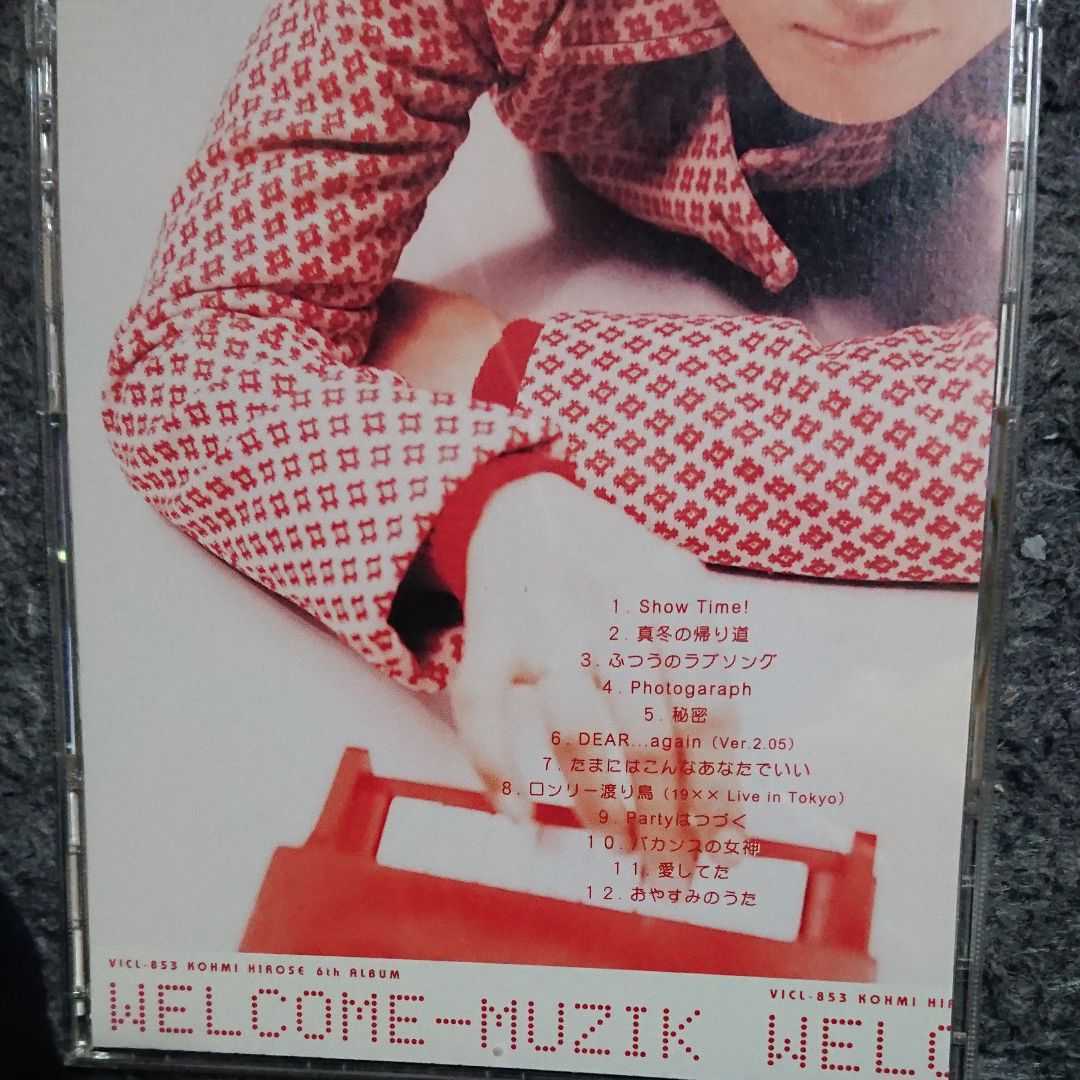 1. Show Time!
2. 真冬の帰り道
3. ふつうのラブソング
4. Photogaraph
5. 秘密
6. DEAR...again (Ver.2.05)
7. たまにはこんなあなたでいい
8. ロンリー渡り鳥 (19×× Live in Tokyo)
9. Partyはつづく
10. バカンスの女神
11. 愛してた
12. おやすみのうた
VICL-853 KOHMI HIROSE 6th ALBUM
VICL-853 KOHMI HIR
WELCOME-MUZIK WELC